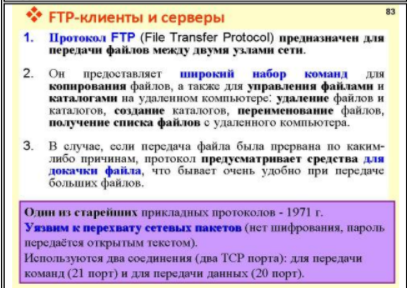 83
❖ FTP-клиенты и серверы
1. Протокол FTP (File Transfer Protocol) предназначен для
передачи файлов между двумя узлами сети.
2. Он предоставляет широкий набор команд для
копирования файлов, а также для управления файлами и
каталогами на удаленном компьютере: удаление файлов и
каталогов, создание каталогов, переименование файлов,
получение списка файлов с удаленного компьютера.
3. В случае, если передача файла была прервана по каким-
либо причинам, протокол предусматривает средства для
докачки файла, что бывает очень удобно при передаче
больших файлов.
Один из старейших прикладных протоколов - 1971 г.
Уязвим к перехвату сетевых пакетов (нет шифрования, пароль
передаётся открытым текстом).
Используются два соединения (два TCP порта): для передачи
команд (21 порт) и для передачи данных (20 порт).